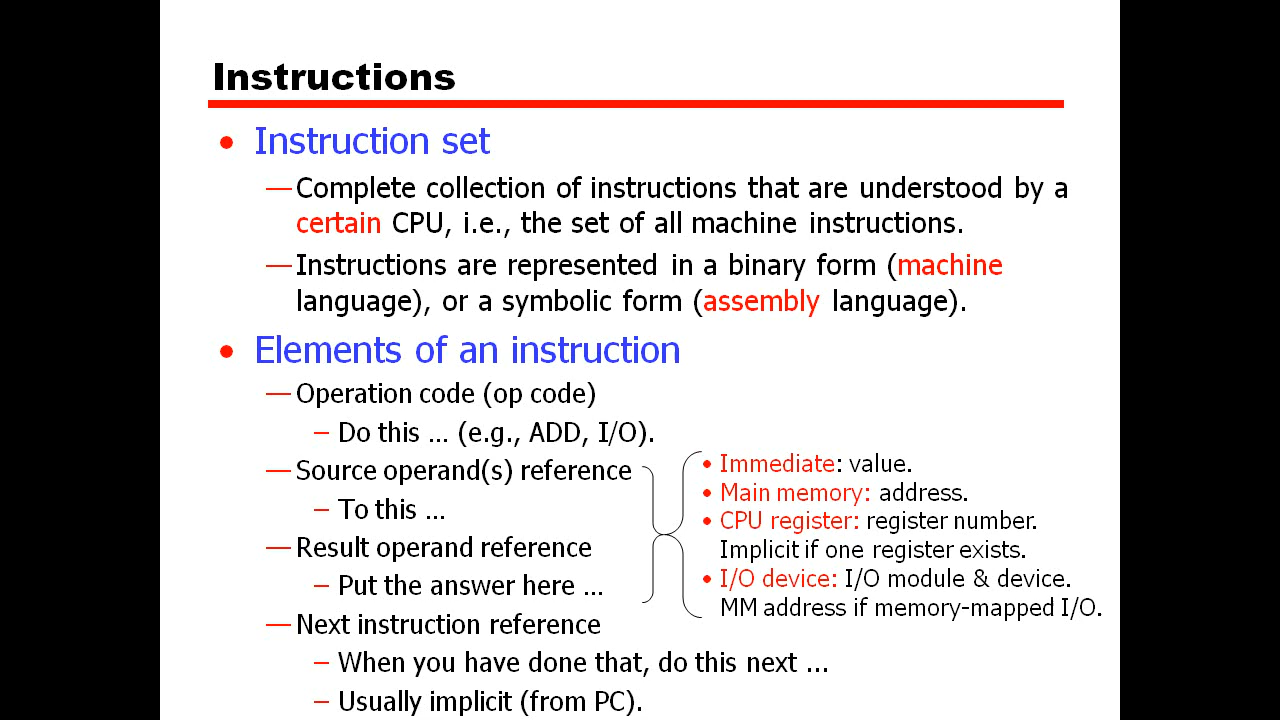 Instructions
• Instruction set
— Complete collection of instructions that are understood by a
certain CPU, i.e., the set of all machine instructions.
— Instructions are represented in a binary form (machine
language), or a symbolic form (assembly language).
• Elements of an instruction
— Operation code (op code)
– Do this ... (e.g., ADD, I/O).
— Source operand(s) reference
– To this ...
— Result operand reference
– Put the answer here ...
• Immediate: value.
• Main memory: address.
• CPU register: register number.
Implicit if one register exists.
• I/O device: I/O module & device.
MM address if memory-mapped I/O.
— Next instruction reference
– When you have done that, do this next ...
– Usually implicit (from PC).